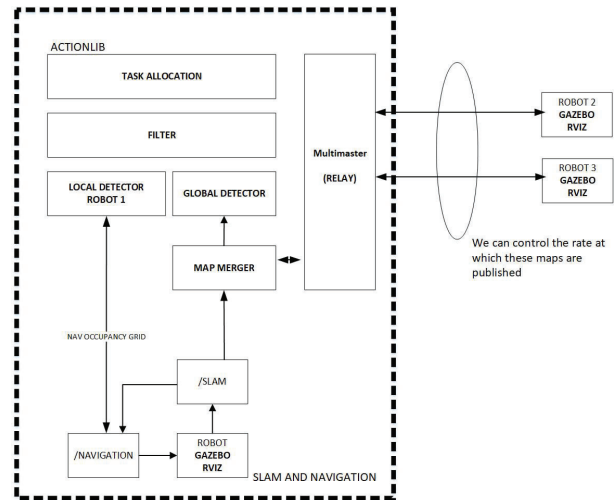 ACTIONLIB
TASK ALLOCATION
FILTER
LOCAL DETECTOR
ROBOT 1
GLOBAL DETECTOR
MAP MERGER
Multimaster
(RELAY)
ROBOT 2
GAZEBO
RVIZ
ROBOT 3
GAZEBO
RVIZ
We can control the rate at
which these maps are
published
NAV OCCUPANCY GRID
/SLAM
/NAVIGATION
ROBOT
GAZEBO
RVIZ
SLAM AND NAVIGATION